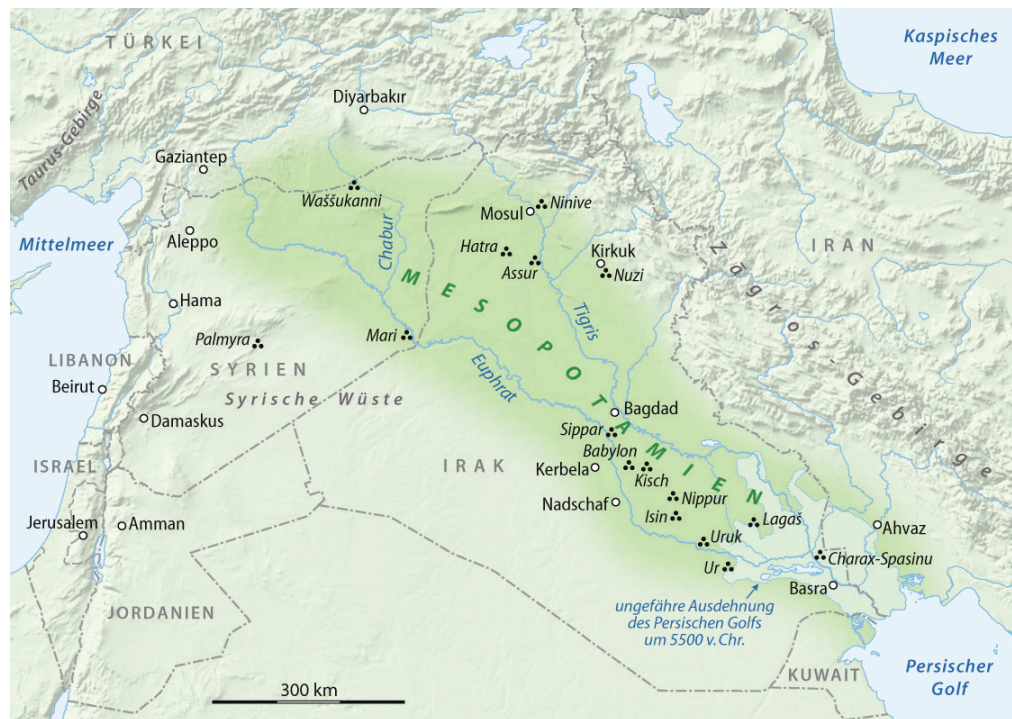 TÜRKEI
Kaspisches
Meer
Diyarbakır
Taurus-Gebirge
Gaziantep
Waššukanni
Ninive
Mosul
Mittelmeer
Aleppo
Chabur
Hatra
Assur
Kirkuk
Nuzi
IRAN
Zagros-Gebirge
MESOPOTAMIEN
Hama
Tigris
Palmyra
Mari
LIBANON
SYRIEN
Euphrat
Beirut
Syrische Wüste
Bagdad
Damaskus
Sippar
Babylon
ISRAEL
IRAK
Kerbela
Kisch
Nippur
Nadschaf
Isin
Lagaš
Jerusalem
Amman
Ahvaz
Uruk
Ur
Charax-Spasinu
Basra
ungefähre Ausdehnung
des Persischen Golfs
um 5500 v. Chr.
JORDANIEN
KUWAIT
Persischer
Golf
300 km